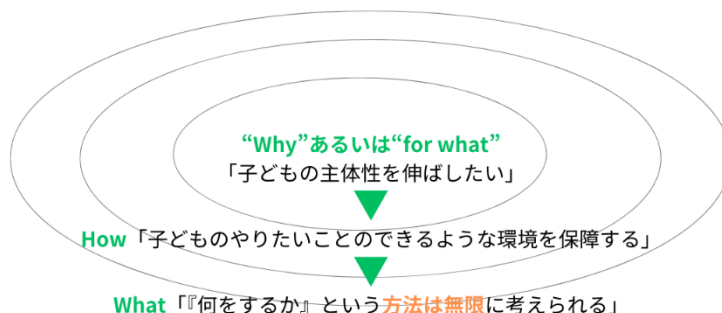 “Why”あるいは“for what”
「子どもの主体性を伸ばしたい」
How「子どものやりたいことのできるような環境を保障する」
What「『何をするか』という方法は無限に考えられる」